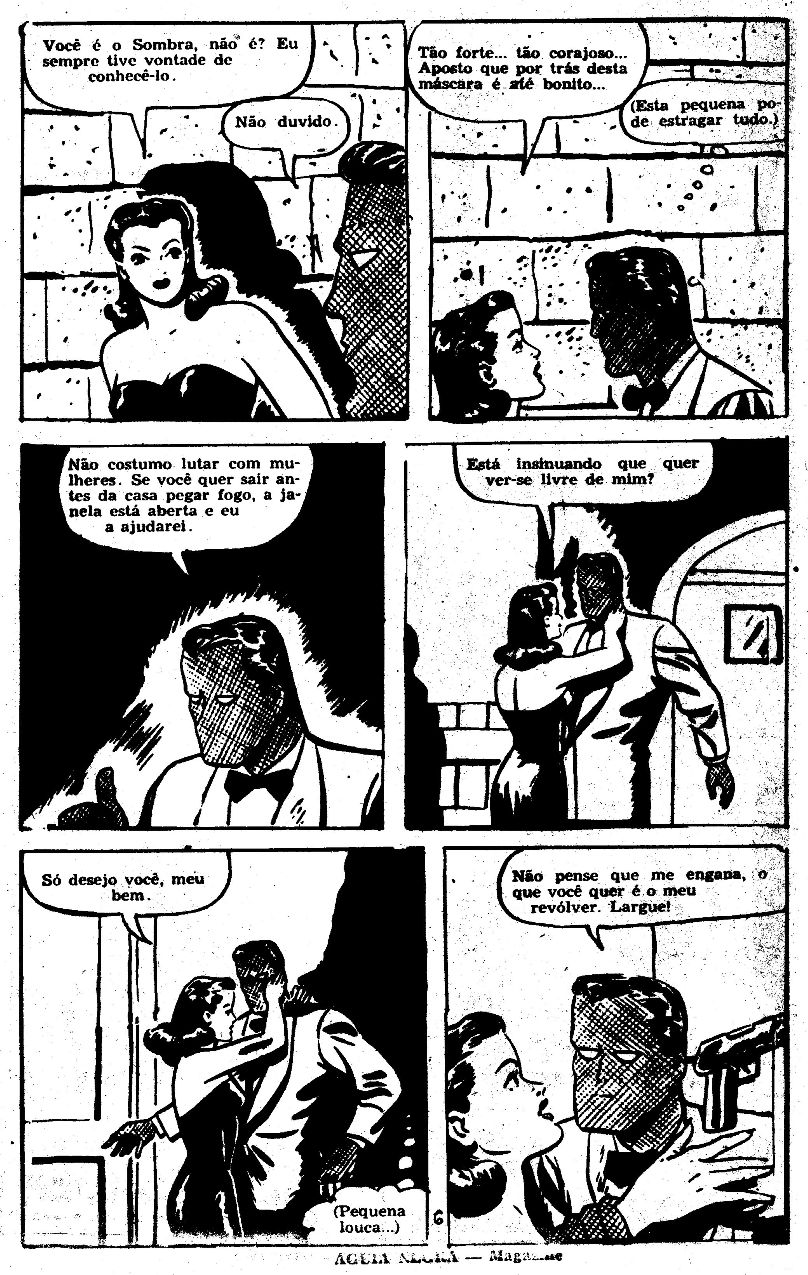 Você é o Sombra, não é? Eu
sempre tive vontade de
conhecê-lo.
Não duvido.
Tão forte... tão corajoso...
Aposto que por trás desta
máscara é até bonito...
(Esta pequena po-
de estragar tudo.)
Não costumo lutar com mu-
lheres. Se você quer sair an-
tes da casa pegar fogo, a ja-
nela está aberta e eu
a ajudarei.
Está insinuando que quer
ver-se livre de mim?
Só desejo você, meu
bem.
(Pequena
louca...)
Não pense que me engana, o
que você quer é o meu
revólver. Largue!
6
AGUIA NEGRA — Magazine